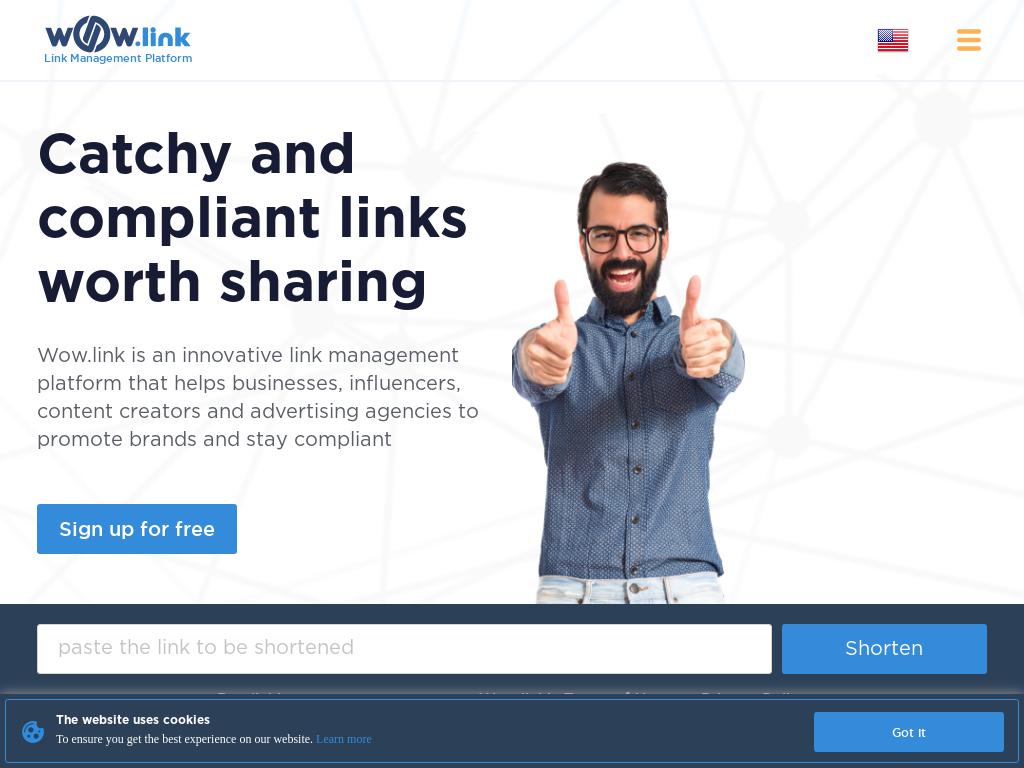 wow.link
Link Management Platform
Catchy and
compliant links
worth sharing
Wow.link is an innovative link management
platform that helps businesses, influencers,
content creators and advertising agencies to
promote brands and stay compliant
Sign up for free
paste the link to be shortened
Shorten
The website uses cookies
To ensure you get the best experience on our website. Learn more
Got It